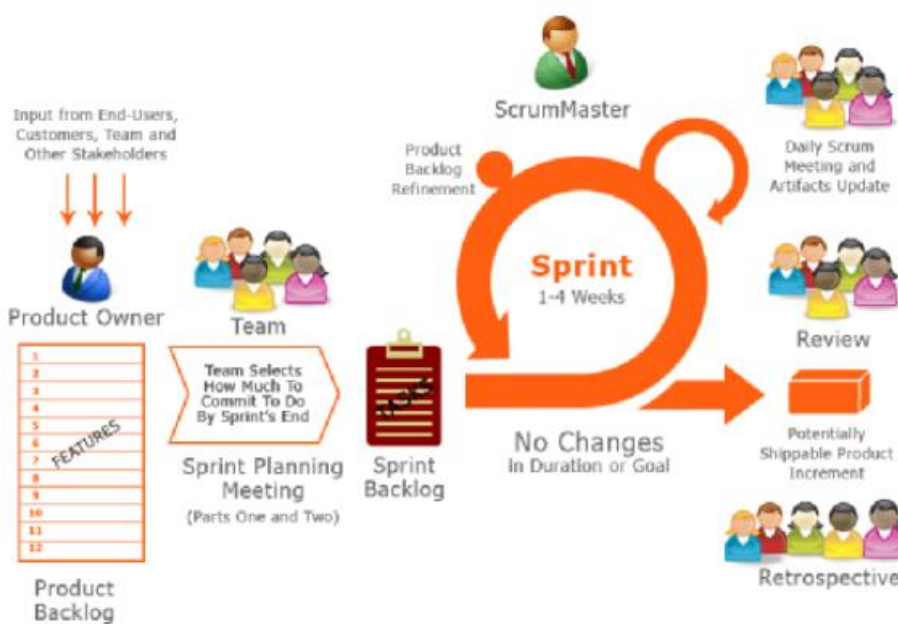 Input from End-Users,
Customers, Team and
Other Stakeholders
Product Owner
1
2
3
4
5
6
7
8
9
10
11
12
FEATURES
Product
Backlog
Team
Team Selects
How Much To
Commit To Do
By Sprint's End
Sprint Planning
Meeting
(Parts One and Two)
TASKS
Sprint
Backlog
ScrumMaster
Product
Backlog
Refinement
Sprint
1-4 Weeks
No Changes
in Duration or Goal
Daily Scrum
Meeting and
Artifacts Update
Review
Potentially
Shippable Product
Increment
Retrospective